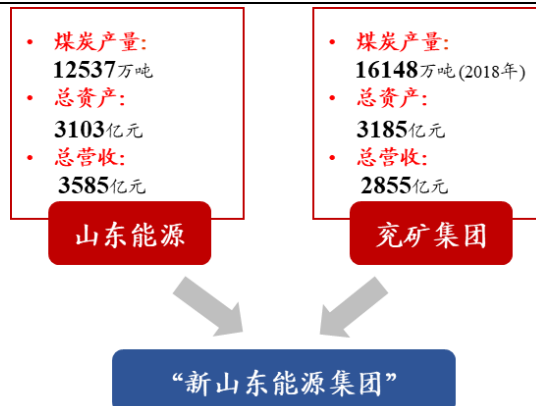 • 煤炭产量:
12537万吨
• 总资产:
3103亿元
• 总营收:
3585亿元
山东能源
• 煤炭产量:
16148万吨(2018年)
• 总资产:
3185亿元
• 总营收:
2855亿元
兖矿集团
“新山东能源集团”